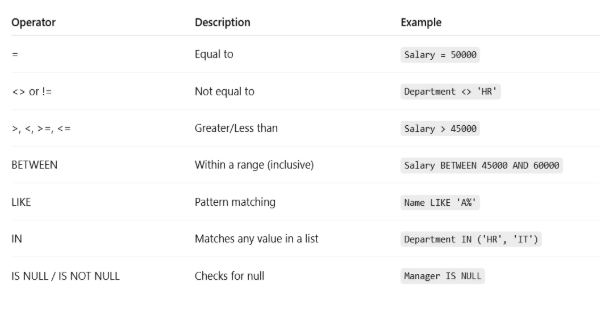 Operator Description Example
= Equal to Salary = 50000
<> or != Not equal to Department <> 'HR'
>, <, >=, <= Greater/Less than Salary > 45000
BETWEEN Within a range (inclusive) Salary BETWEEN 45000 AND 60000
LIKE Pattern matching Name LIKE 'A%'
IN Matches any value in a list Department IN ('HR', 'IT')
IS NULL / IS NOT NULL Checks for null Manager IS NULL